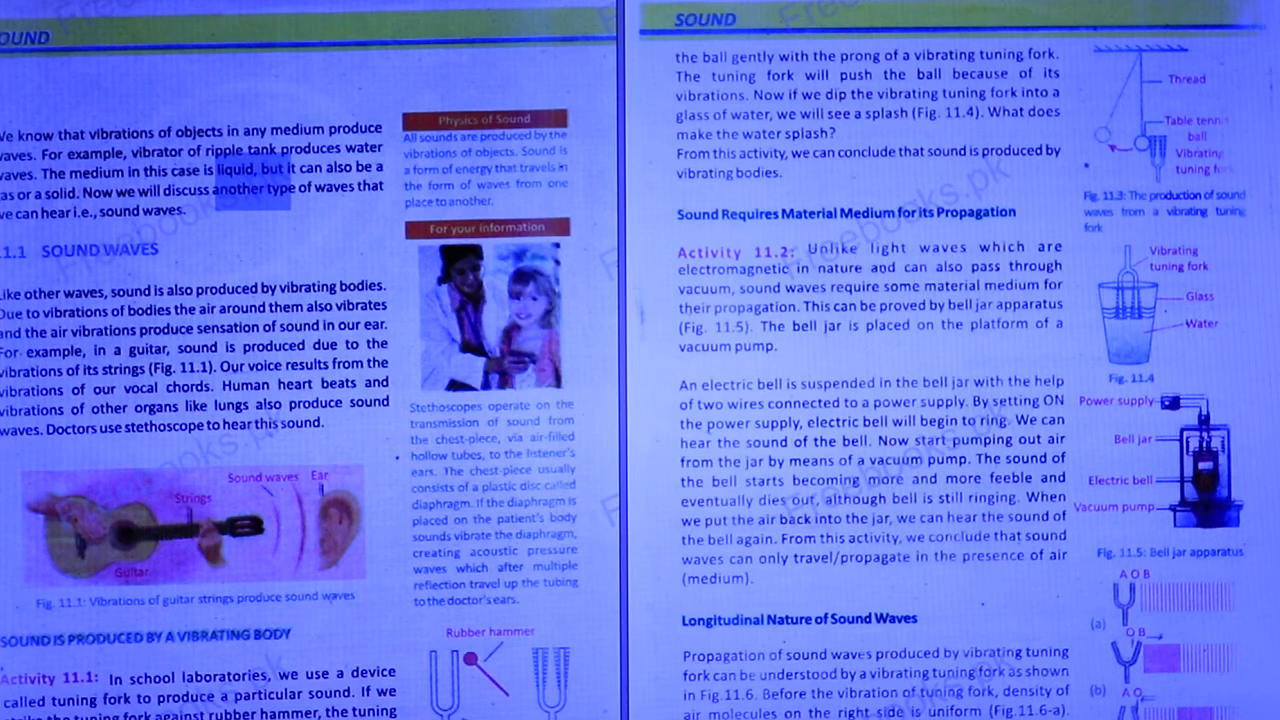 OUND
We know that vibrations of objects in any medium produce
waves. For example, vibrator of ripple tank produces water
waves. The medium in this case is liquid, but it can also be a
gas or a solid. Now we will discuss another type of waves that
we can hear i.e., sound waves.
1.1 SOUND WAVES
Like other waves, sound is also produced by vibrating bodies.
Due to vibrations of bodies the air around them also vibrates
and the air vibrations produce sensation of sound in our ear.
For example, in a guitar, sound is produced due to the
vibrations of its strings (Fig. 11.1). Our voice results from the
vibrations of our vocal chords. Human heart beats and
vibrations of other organs like lungs also produce sound
waves. Doctors use stethoscope to hear this sound.
Sound waves Ear
Strings
Guitar
Fig. 11.1: Vibrations of guitar strings produce sound waves
SOUND IS PRODUCED BY A VIBRATING BODY
Activity 11.1: In school laboratories, we use a device
called tuning fork to produce a particular sound. If we
strike the tuning fork against rubber hammer, the tuning
Physics of Sound
All sounds are produced by the
vibrations of objects. Sound is
a form of energy that travels in
the form of waves from one
place to another.
For your information
Stethoscopes operate on the
transmission of sound from
the chest-piece, via air-filled
hollow tubes, to the listener's
ears. The chest-piece usually
consists of a plastic disc called
diaphragm. If the diaphragm is
placed on the patient's body
sounds vibrate the diaphragm,
creating acoustic pressure
waves which after multiple
reflection travel up the tubing
to the doctor's ears.
Rubber hammer
SOUND
the ball gently with the prong of a vibrating tuning fork.
The tuning fork will push the ball because of its
vibrations. Now if we dip the vibrating tuning fork into a
glass of water, we will see a splash (Fig. 11.4). What does
make the water splash?
From this activity, we can conclude that sound is produced by
vibrating bodies.
Sound Requires Material Medium for its Propagation
Activity 11.2: Unlike light waves which are
electromagnetic in nature and can also pass through
vacuum, sound waves require some material medium for
their propagation. This can be proved by bell jar apparatus
(Fig. 11.5). The bell jar is placed on the platform of a
vacuum pump.
An electric bell is suspended in the bell jar with the help
of two wires connected to a power supply. By setting ON
the power supply, electric bell will begin to ring. We can
hear the sound of the bell. Now start pumping out air
from the jar by means of a vacuum pump. The sound of
the bell starts becoming more and more feeble and
eventually dies out, although bell is still ringing. When
we put the air back into the jar, we can hear the sound of
the bell again. From this activity, we conclude that sound
waves can only travel/propagate in the presence of air
(medium).
Longitudinal Nature of Sound Waves
Propagation of sound waves produced by vibrating tuning
fork can be understood by a vibrating tuning fork as shown
in Fig.11.6. Before the vibration of tuning fork, density of
air molecules on the right side is uniform (Fig.11.6-a).
Thread
Table tennis
ball
Vibrating
tuning fork
Fig. 11.3: The production of sound
waves from a vibrating tuning
fork
Vibrating
tuning fork
Glass
Water
Fig. 11.4
Power supply
Bell jar
Electric bell
Vacuum pump
Fig. 11.5: Bell jar apparatus
A O B
(a)
O B
(b)
A O
Freebooks.pk